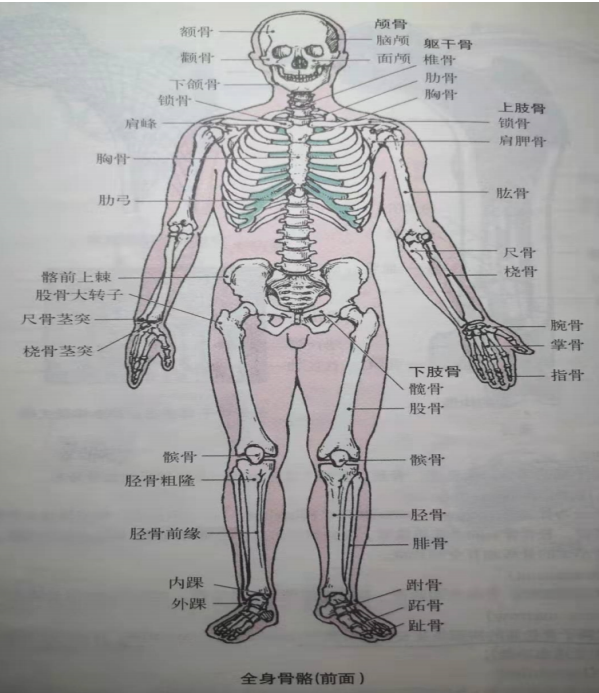 额骨
颅骨
脑颅
躯干骨
颧骨
面颅
椎骨
肋骨
下颌骨
胸骨
锁骨
上肢骨
肩峰
锁骨
肩胛骨
胸骨
肋弓
肱骨
尺骨
髂前上棘
桡骨
股骨大转子
尺骨茎突
腕骨
掌骨
桡骨茎突
下肢骨
指骨
髋骨
股骨
髌骨
髌骨
胫骨粗隆
胫骨
胫骨前缘
腓骨
内踝
跗骨
外踝
跖骨
趾骨
全身骨骼(前面)